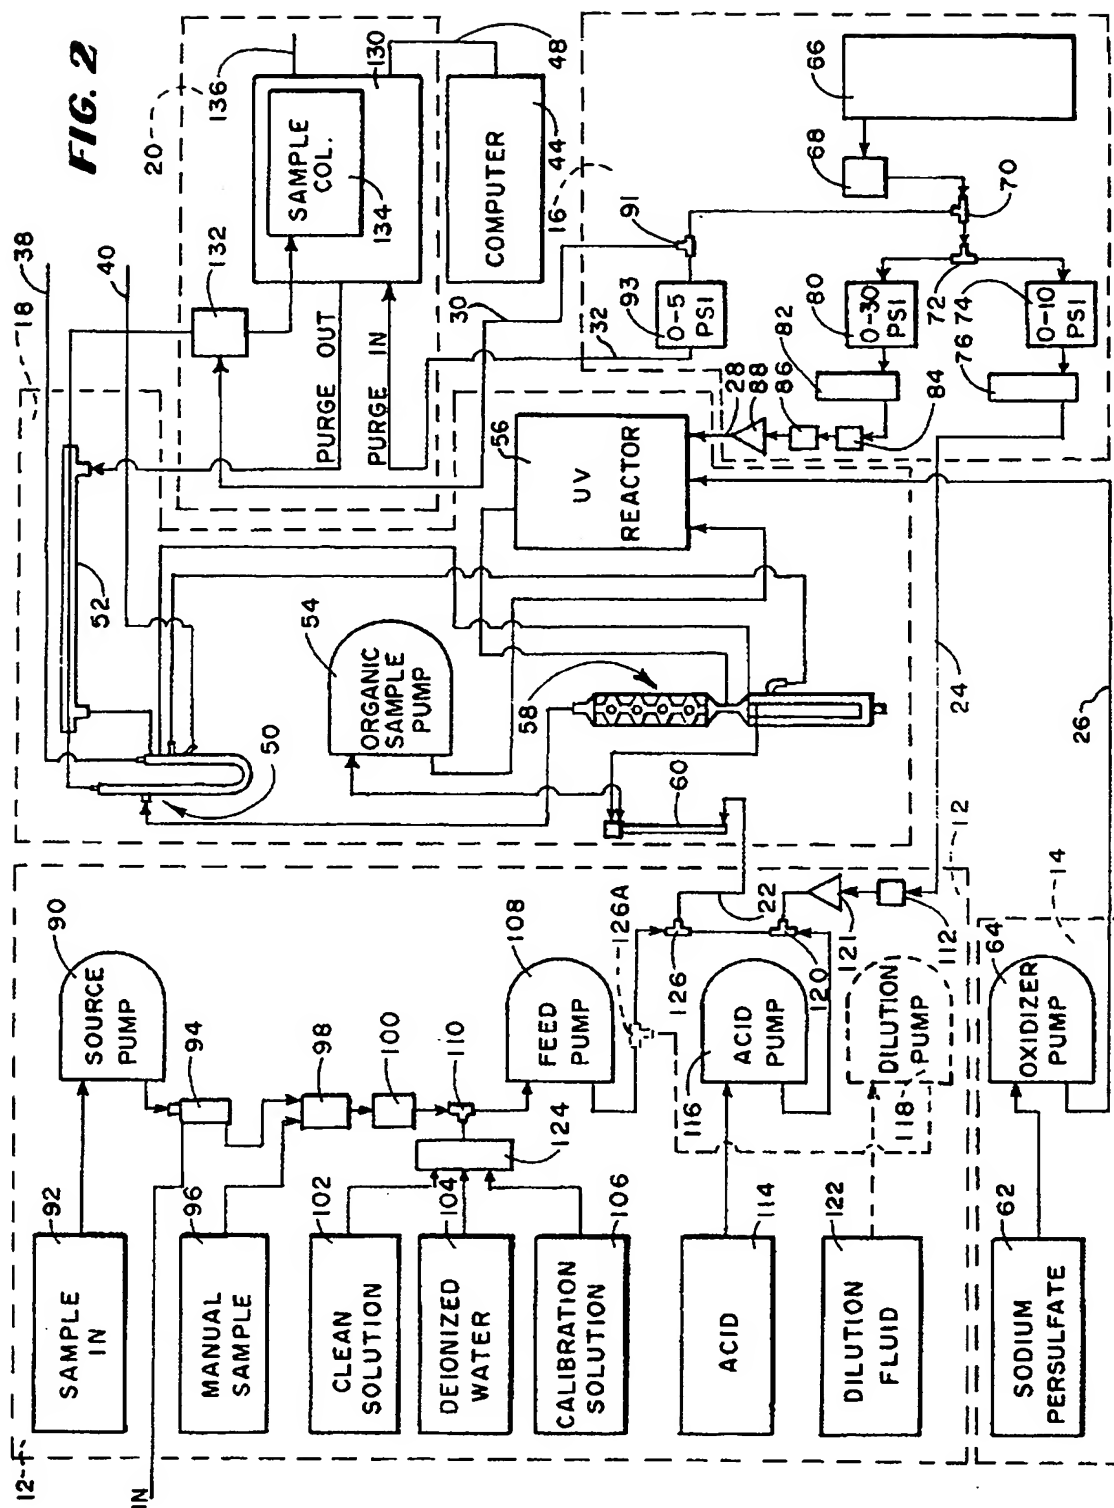 FIG. 2
38
18
40
20
136
132
SAMPLE
COL.
134
130
48
COMPUTER
44
16
66
68
70
91
93
0-5
PSI
30
32
PURGE OUT
PURGE IN
72
80
0-30
PSI
74
0-10
PSI
82
76
86
84
88
28
56
UV
REACTOR
52
54
ORGANIC
SAMPLE
PUMP
50
58
60
24
26
12
14
90
SOURCE
PUMP
94
98
100
110
108
FEED
PUMP
124
126A
126
22
120
121
112
116
ACID
PUMP
DILUTION
PUMP
118
64
OXIDIZER
PUMP
92
SAMPLE
IN
96
MANUAL
SAMPLE
102
CLEAN
SOLUTION
104
DEIONIZED
WATER
106
CALIBRATION
SOLUTION
114
ACID
122
DILUTION
FLUID
62
SODIUM
PERSULFATE
12
IN